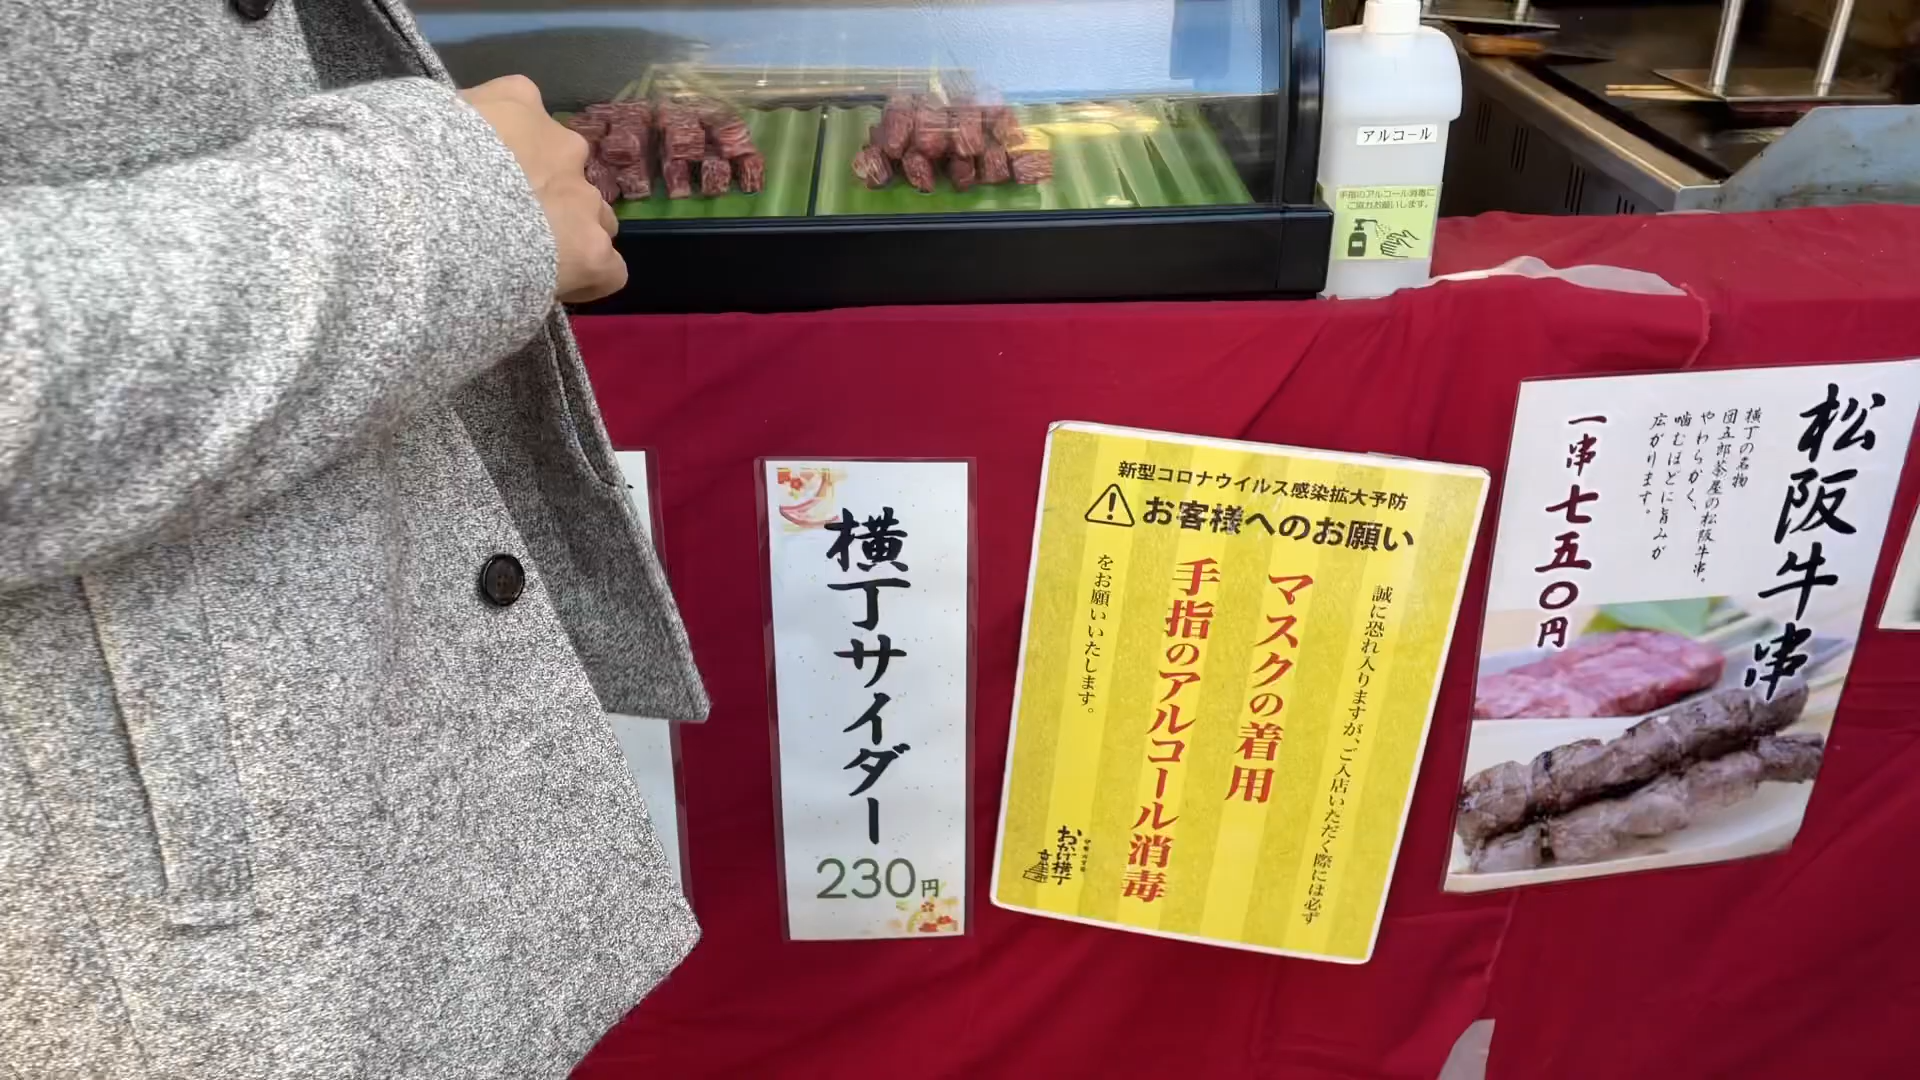 アルコール
手指のアルコール消毒に
ご協力お願いします。
横丁サイダー
230円
新型コロナウイルス感染拡大予防
お客様へのお願い
誠に恐れ入りますが、ご入店いただく際には必ず
マスクの着用
手指のアルコール消毒
をお願いいたします。
おかげ横丁
松阪牛串
横丁の名物
団五郎茶屋の松阪牛串。
やわらかく、
噛むほどに旨みが
広がります。
一串七五〇円